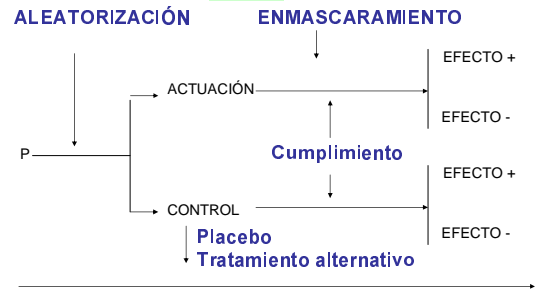 ALEATORIZACIÓN
ENMASCARAMIENTO
EFECTO +
ACTUACIÓN
EFECTO -
P
Cumplimiento
EFECTO +
CONTROL
EFECTO -
Placebo
Tratamiento alternativo